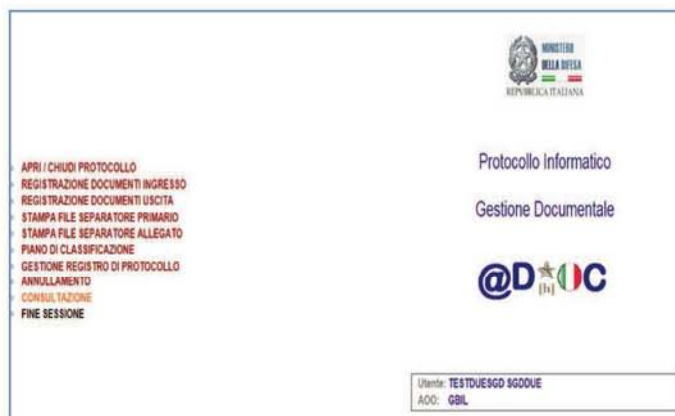 MINISTERO
DELLA DIFESA
REPUBBLICA ITALIANA
APRI / CHIUDI PROTOCOLLO
REGISTRAZIONE DOCUMENTI INGRESSO
REGISTRAZIONE DOCUMENTI USCITA
STAMPA FILE SEPARATORE PRIMARIO
STAMPA FILE SEPARATORE ALLEGATO
PIANO DI CLASSIFICAZIONE
GESTIONE REGISTRO DI PROTOCOLLO
ANNULLAMENTO
CONSULTAZIONE
FINE SESSIONE
Protocollo Informatico
Gestione Documentale
@D[h]OC
Utente: TESTDUESGD SGDDUE
AOO: GBIL